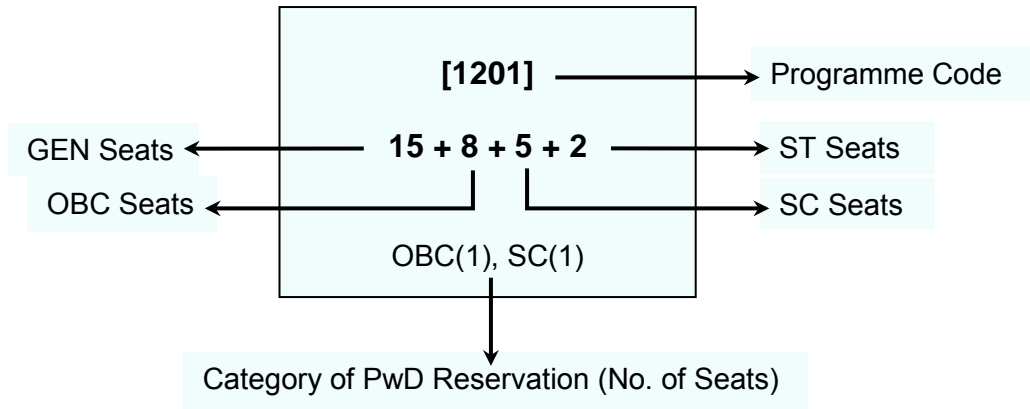 [1201]
Programme Code
GEN Seats
15 + 8 + 5 + 2
ST Seats
OBC Seats
SC Seats
OBC(1), SC(1)
Category of PwD Reservation (No. of Seats)